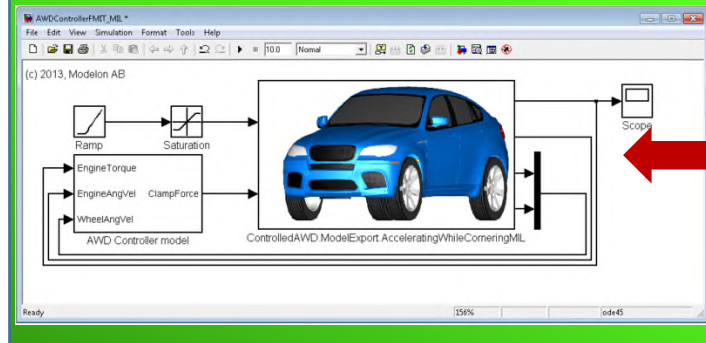 AWDControllerFMIT_MIL *
File Edit View Simulation Format Tools Help
10.0 Normal
(c) 2013, Modelon AB
Ramp
Saturation
Scope
EngineTorque
EngineAngVel ClampForce
WheelAngVel
AWD Controller model
ControlledAWD.ModelExport.AcceleratingWhileCorneringMIL
Ready 156% ode45